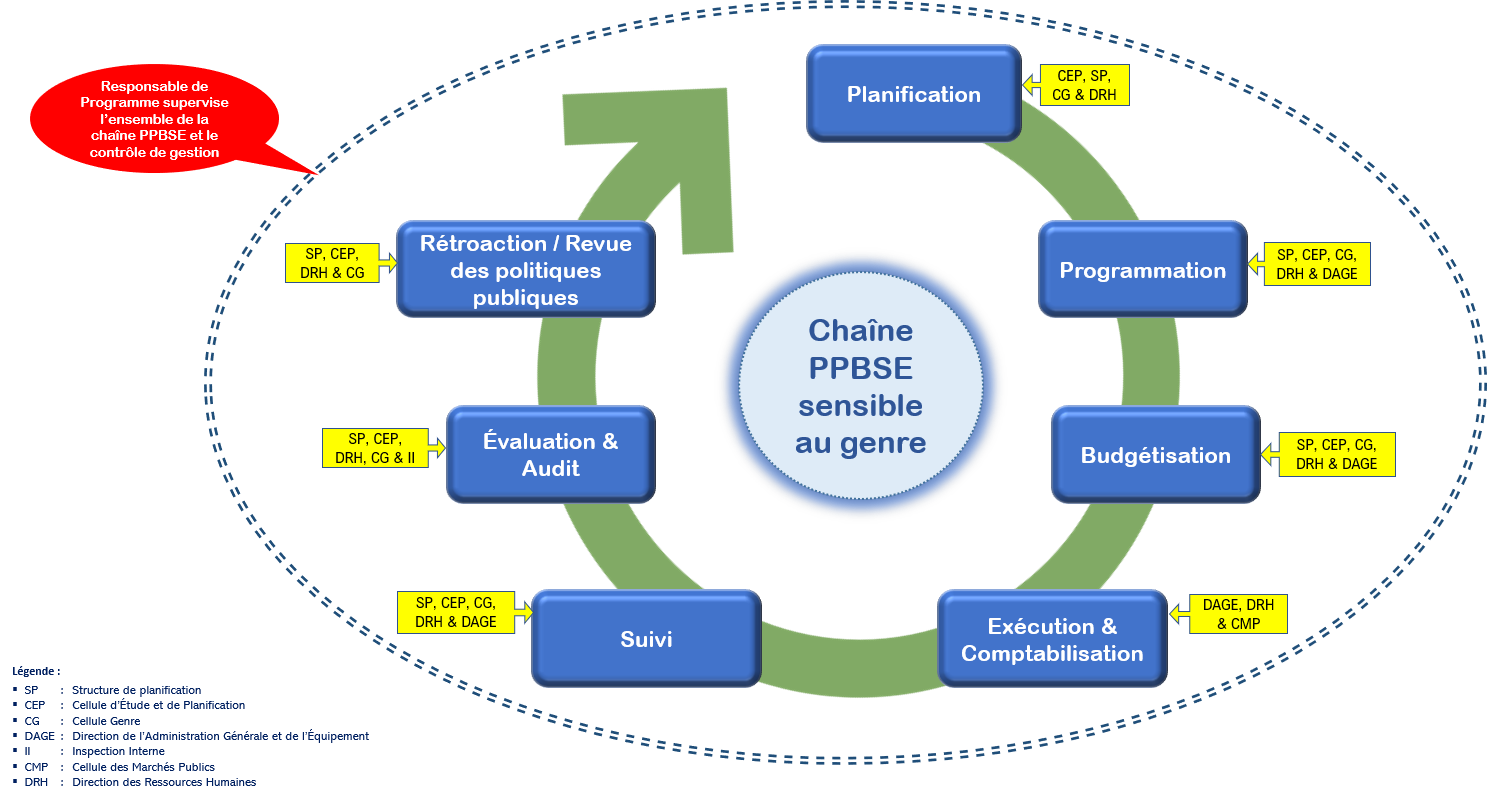 Responsable de
Programme supervise
l'ensemble de la
chaîne PPBSE et le
contrôle de gestion
Planification
CEP, SP,
CG & DRH
Programmation
SP, CEP, CG,
DRH & DAGE
Budgétisation
SP, CEP, CG,
DRH & DAGE
Exécution &
Comptabilisation
DAGE, DRH
& CMP
Suivi
SP, CEP, CG,
DRH & DAGE
Évaluation &
Audit
SP, CEP,
DRH, CG & II
Rétroaction / Revue
des politiques
publiques
SP, CEP,
DRH & CG
Chaîne
PPBSE
sensible
au genre
Légende :
▪ SP : Structure de planification
▪ CEP : Cellule d'Étude et de Planification
▪ CG : Cellule Genre
▪ DAGE : Direction de l'Administration Générale et de l'Équipement
▪ II : Inspection Interne
▪ CMP : Cellule des Marchés Publics
▪ DRH : Direction des Ressources Humaines